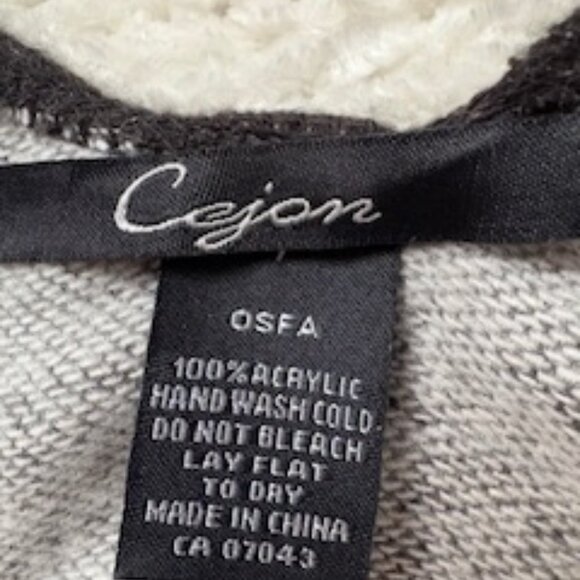 Cejon
OSFA
100% ACRYLIC
HAND WASH COLD
DO NOT BLEACH
LAY FLAT
TO DRY
MADE IN CHINA
CA 07043